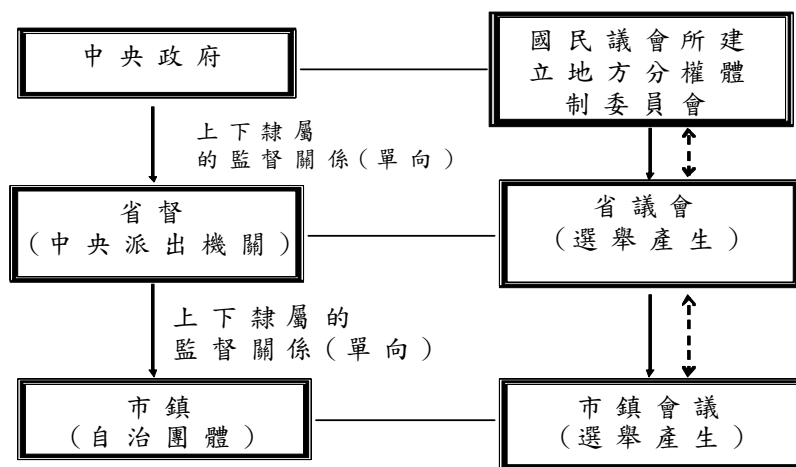 中央政府
國民議會所建
立地方分權體
制委員會
上下隸屬
的監督關係(單向)
省督
(中央派出機關)
省議會
(選舉產生)
上下隸屬的
監督關係(單向)
市鎮
(自治團體)
市鎮會議
(選舉產生)